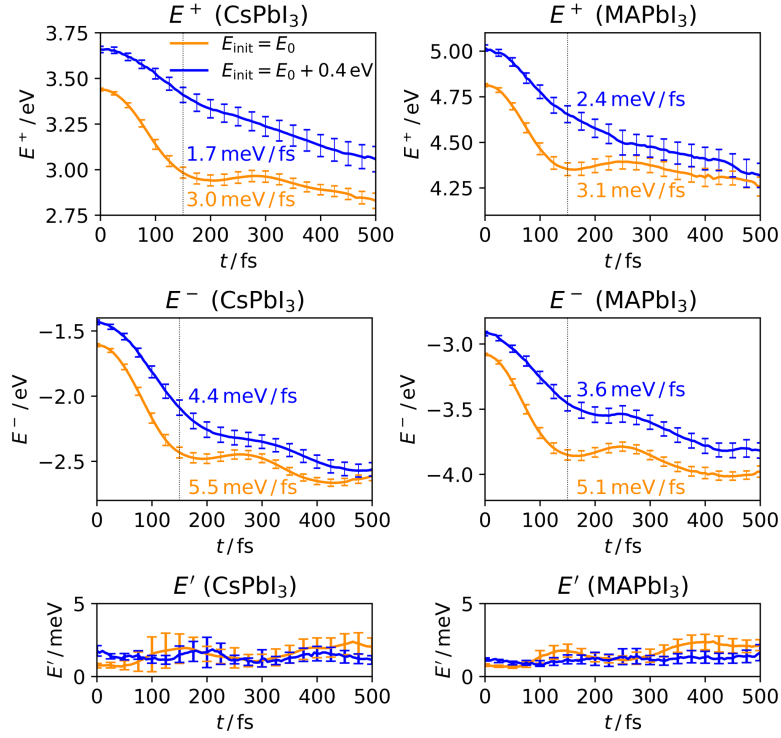 E⁺ (CsPbI₃)
E⁺ / eV
3.75
3.50
3.25
3.00
2.75
E_init = E₀
E_init = E₀ + 0.4 eV
1.7 meV / fs
3.0 meV / fs
0 100 200 300 400 500
t / fs
E⁺ (MAPbI₃)
E⁺ / eV
5.00
4.75
4.50
4.25
2.4 meV / fs
3.1 meV / fs
0 100 200 300 400 500
t / fs
E⁻ (CsPbI₃)
E⁻ / eV
−1.5
−2.0
−2.5
4.4 meV / fs
5.5 meV / fs
0 100 200 300 400 500
t / fs
E⁻ (MAPbI₃)
E⁻ / eV
−3.0
−3.5
−4.0
3.6 meV / fs
5.1 meV / fs
0 100 200 300 400 500
t / fs
E′ (CsPbI₃)
E′ / meV
5
0
0 100 200 300 400 500
t / fs
E′ (MAPbI₃)
E′ / meV
5
0
0 100 200 300 400 500
t / fs